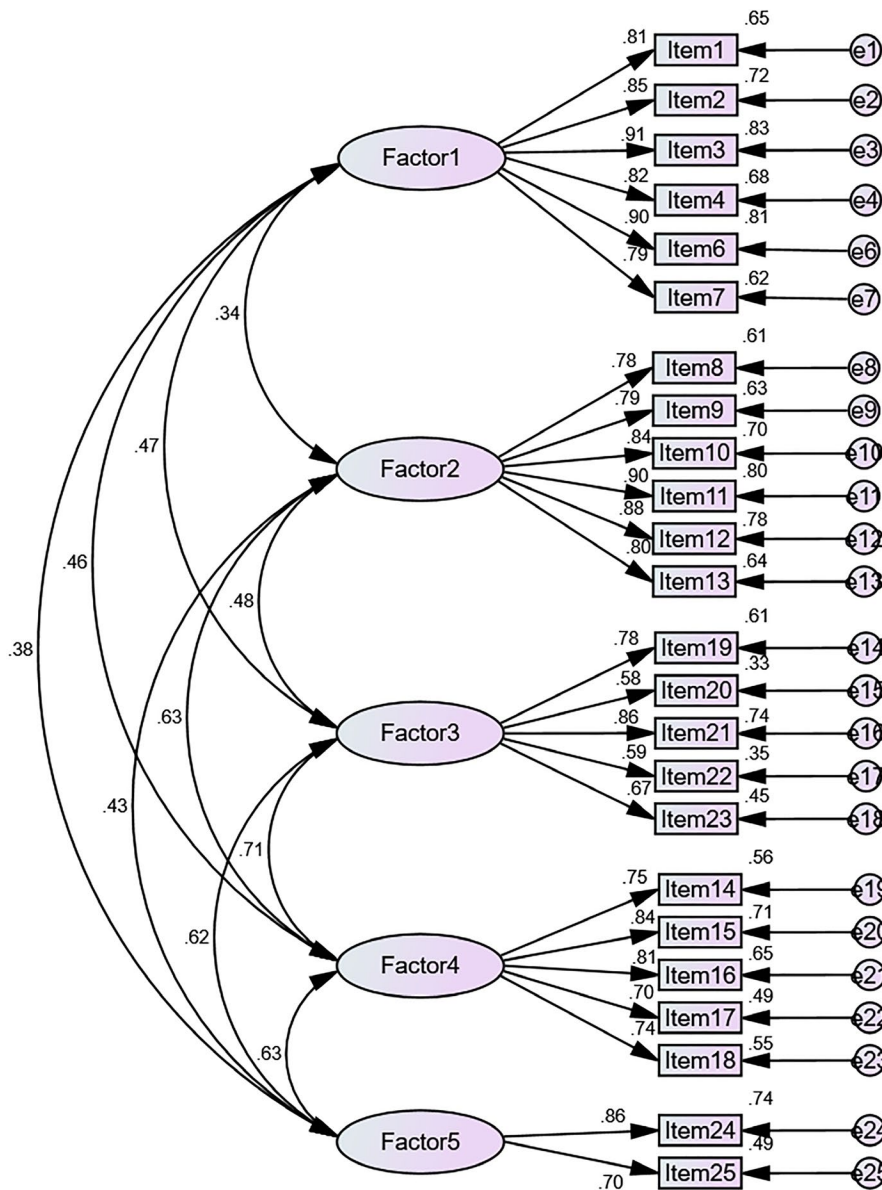 .65
.81
Item1
e1
.72
.85
Item2
e2
.83
.91
Item3
e3
Factor1
.68
.82
Item4
e4
.81
.90
Item6
e6
.62
.79
Item7
e7
.34
.61
.78
Item8
e8
.63
.79
Item9
e9
.70
.84
Item10
e10
.47
Factor2
.80
.90
Item11
e11
.78
.88
Item12
e12
.64
.80
Item13
e13
.46
.48
.61
.38
.78
Item19
e14
.33
.58
Item20
e15
.63
.74
.86
Factor3
Item21
e16
.35
.59
Item22
e17
.45
.67
Item23
e18
.43
.71
.56
.75
Item14
e19
.71
.84
Item15
e20
.62
.65
.81
Factor4
Item16
e21
.49
.70
Item17
e22
.55
.74
Item18
e23
.63
.74
.86
Item24
e24
Factor5
.49
.70
Item25
e25